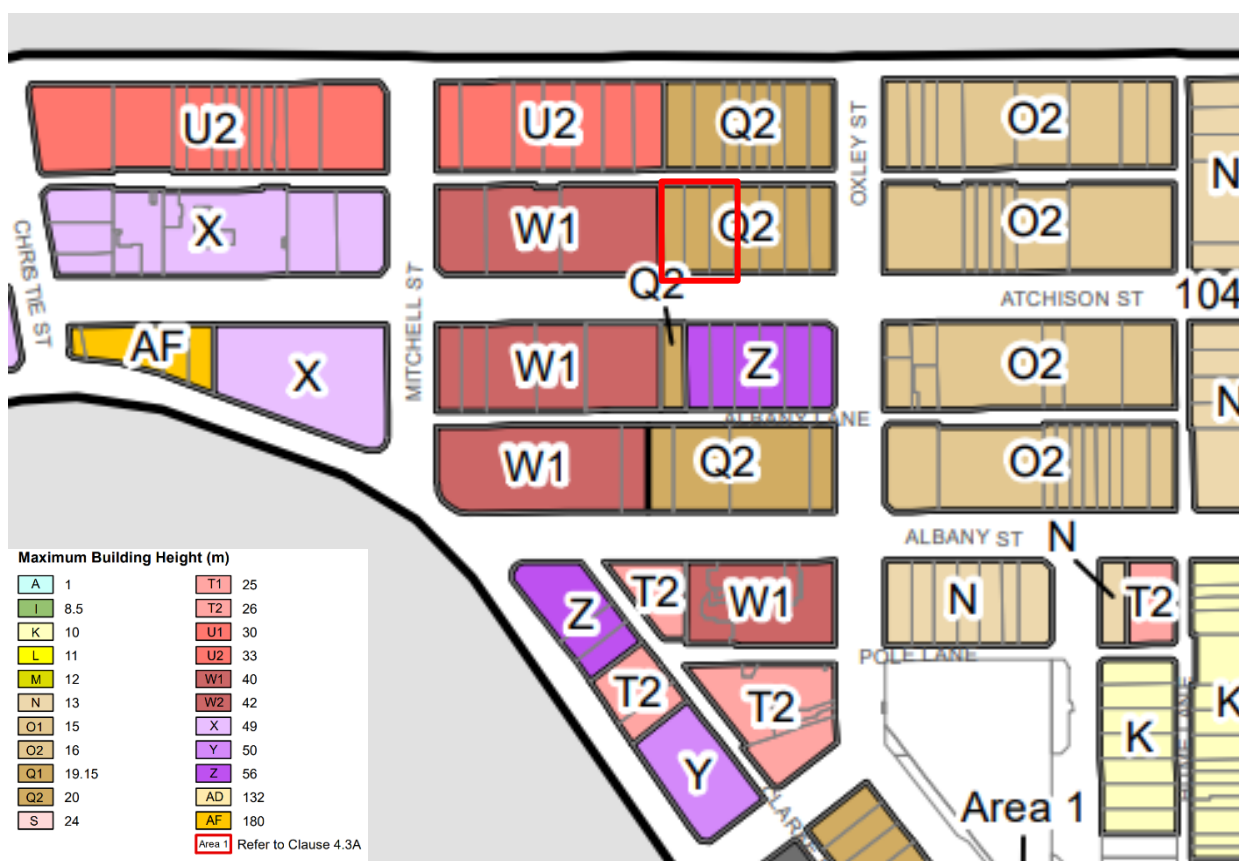 U2
U2
Q2
O2
N
OXLEY ST
X
W1
Q2
O2
CHRISTIE ST
MITCHELL ST
Q2
ATCHISON ST
104
AF
X
W1
Z
O2
N
ALBANY LANE
W1
Q2
O2
ALBANY ST
N
Z
T2
W1
N
T2
POLE LANE
T2
T2
K
K
HUME LANE
Y
Area 1
Maximum Building Height (m)
A 1
I 8.5
K 10
L 11
M 12
N 13
O1 15
O2 16
Q1 19.15
Q2 20
S 24
T1 25
T2 26
U1 30
U2 33
W1 40
W2 42
X 49
Y 50
Z 56
AD 132
AF 180
Area 1 Refer to Clause 4.3A